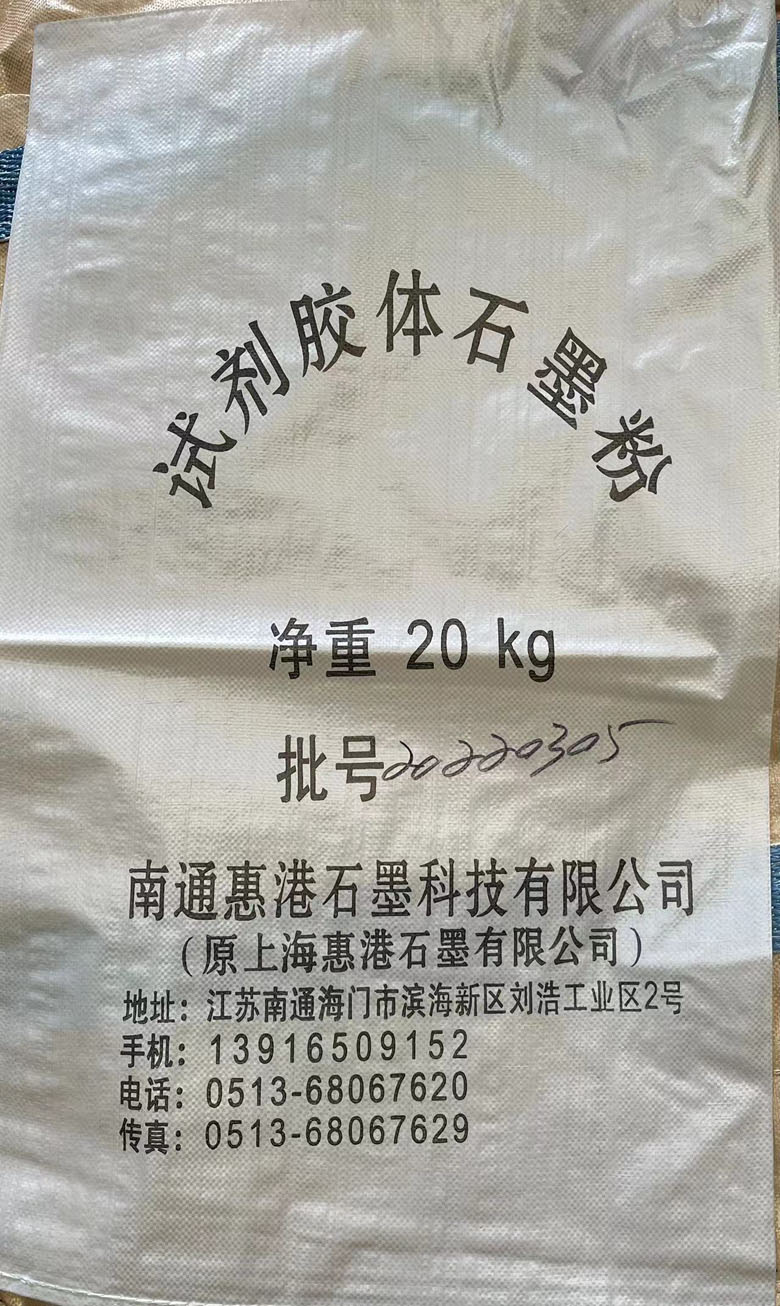 试剂胶体石墨粉
净重 20 kg
批号20220305
南通惠港石墨科技有限公司
（原上海惠港石墨有限公司）
地址：江苏南通海门市滨海新区刘浩工业区2号
手机：13916509152
电话：0513-68067620
传真：0513-68067629